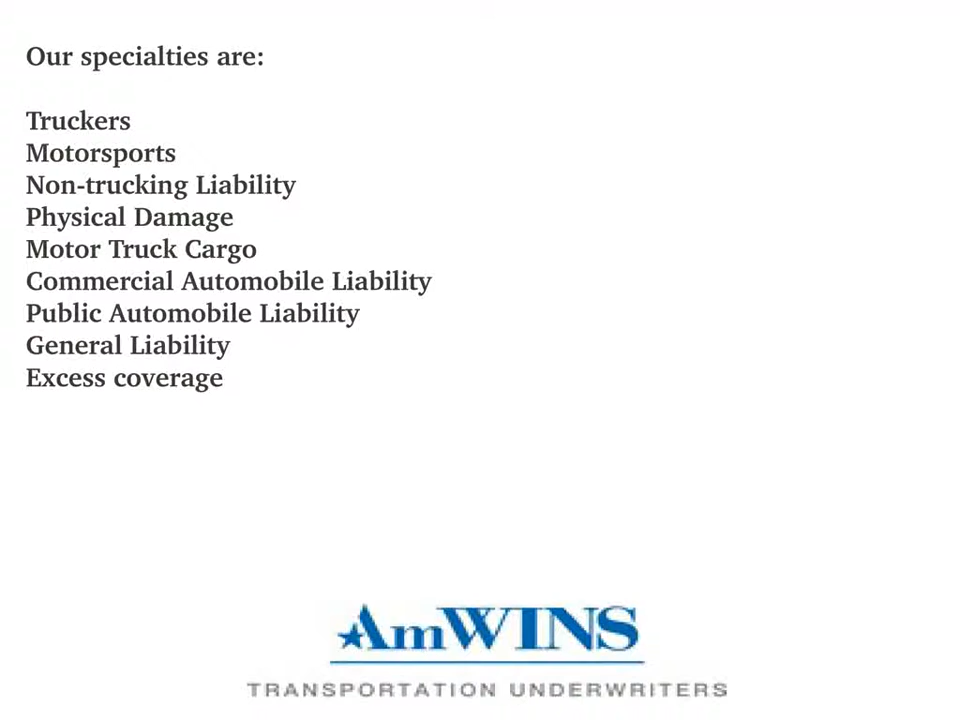 Our specialties are:
Truckers
Motorsports
Non-trucking Liability
Physical Damage
Motor Truck Cargo
Commercial Automobile Liability
Public Automobile Liability
General Liability
Excess coverage
AmWINS
TRANSPORTATION UNDERWRITERS